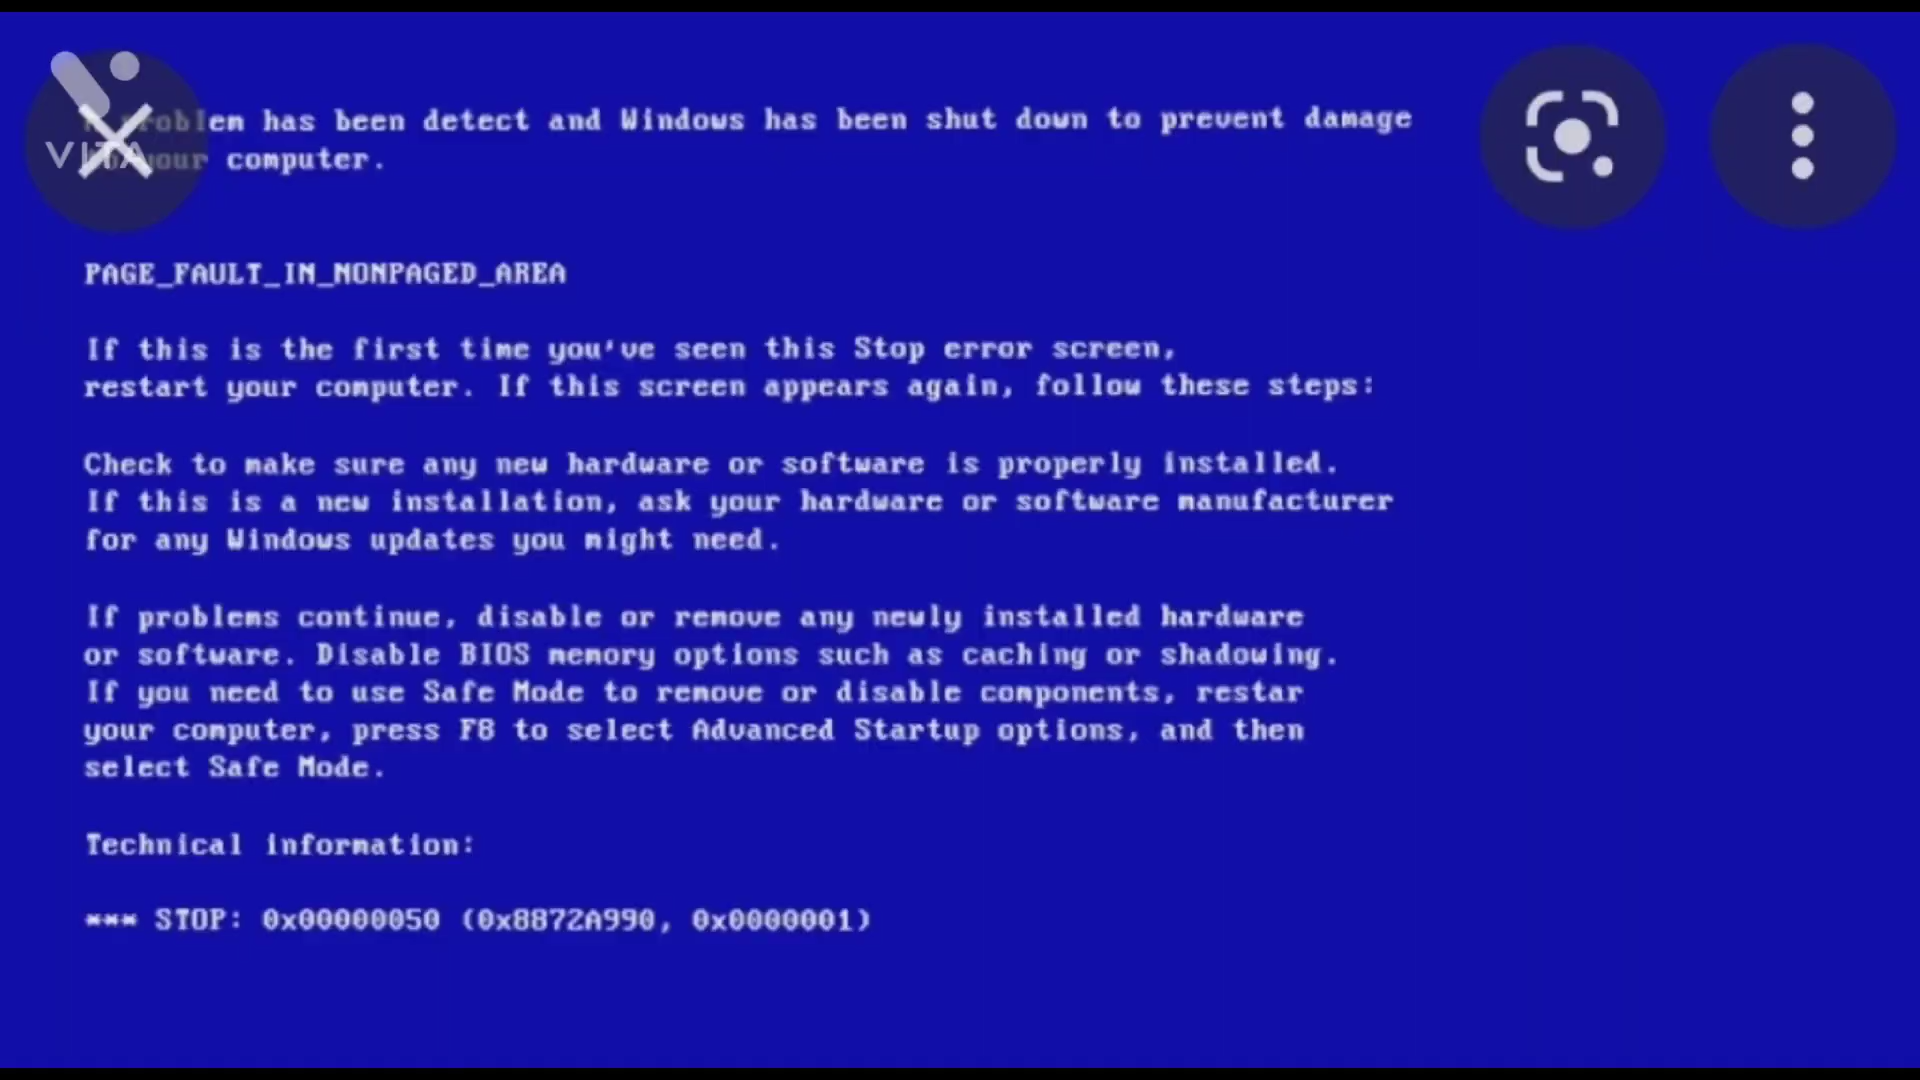 VITA
A problem has been detect and Windows has been shut down to prevent damage
to your computer.
PAGE_FAULT_IN_NONPAGED_AREA
If this is the first time you've seen this Stop error screen,
restart your computer. If this screen appears again, follow these steps:
Check to make sure any new hardware or software is properly installed.
If this is a new installation, ask your hardware or software manufacturer
for any Windows updates you might need.
If problems continue, disable or remove any newly installed hardware
or software. Disable BIOS memory options such as caching or shadowing.
If you need to use Safe Mode to remove or disable components, restar
your computer, press F8 to select Advanced Startup options, and then
select Safe Mode.
Technical information:
*** STOP: 0x00000050 (0x8872A990, 0x0000001)